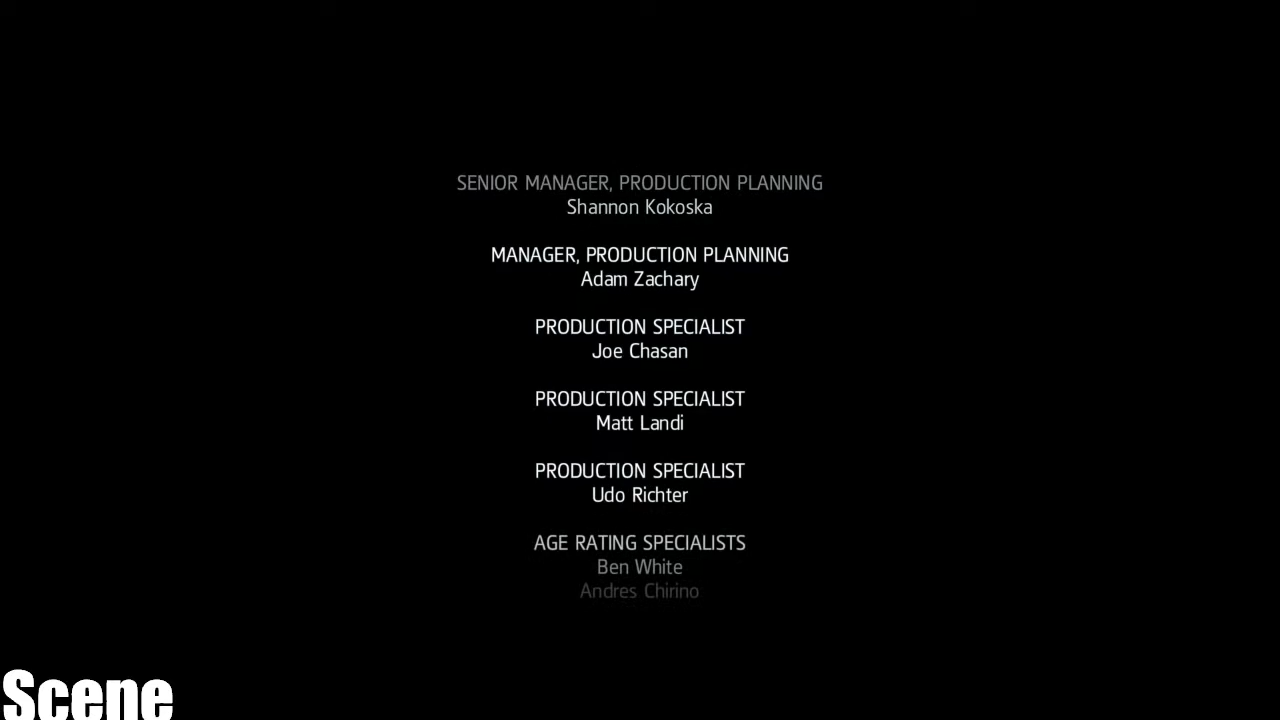 SENIOR MANAGER, PRODUCTION PLANNING
Shannon Kokoska
MANAGER, PRODUCTION PLANNING
Adam Zachary
PRODUCTION SPECIALIST
Joe Chasan
PRODUCTION SPECIALIST
Matt Landi
PRODUCTION SPECIALIST
Udo Richter
AGE RATING SPECIALISTS
Ben White
Andres Chirino
Scene